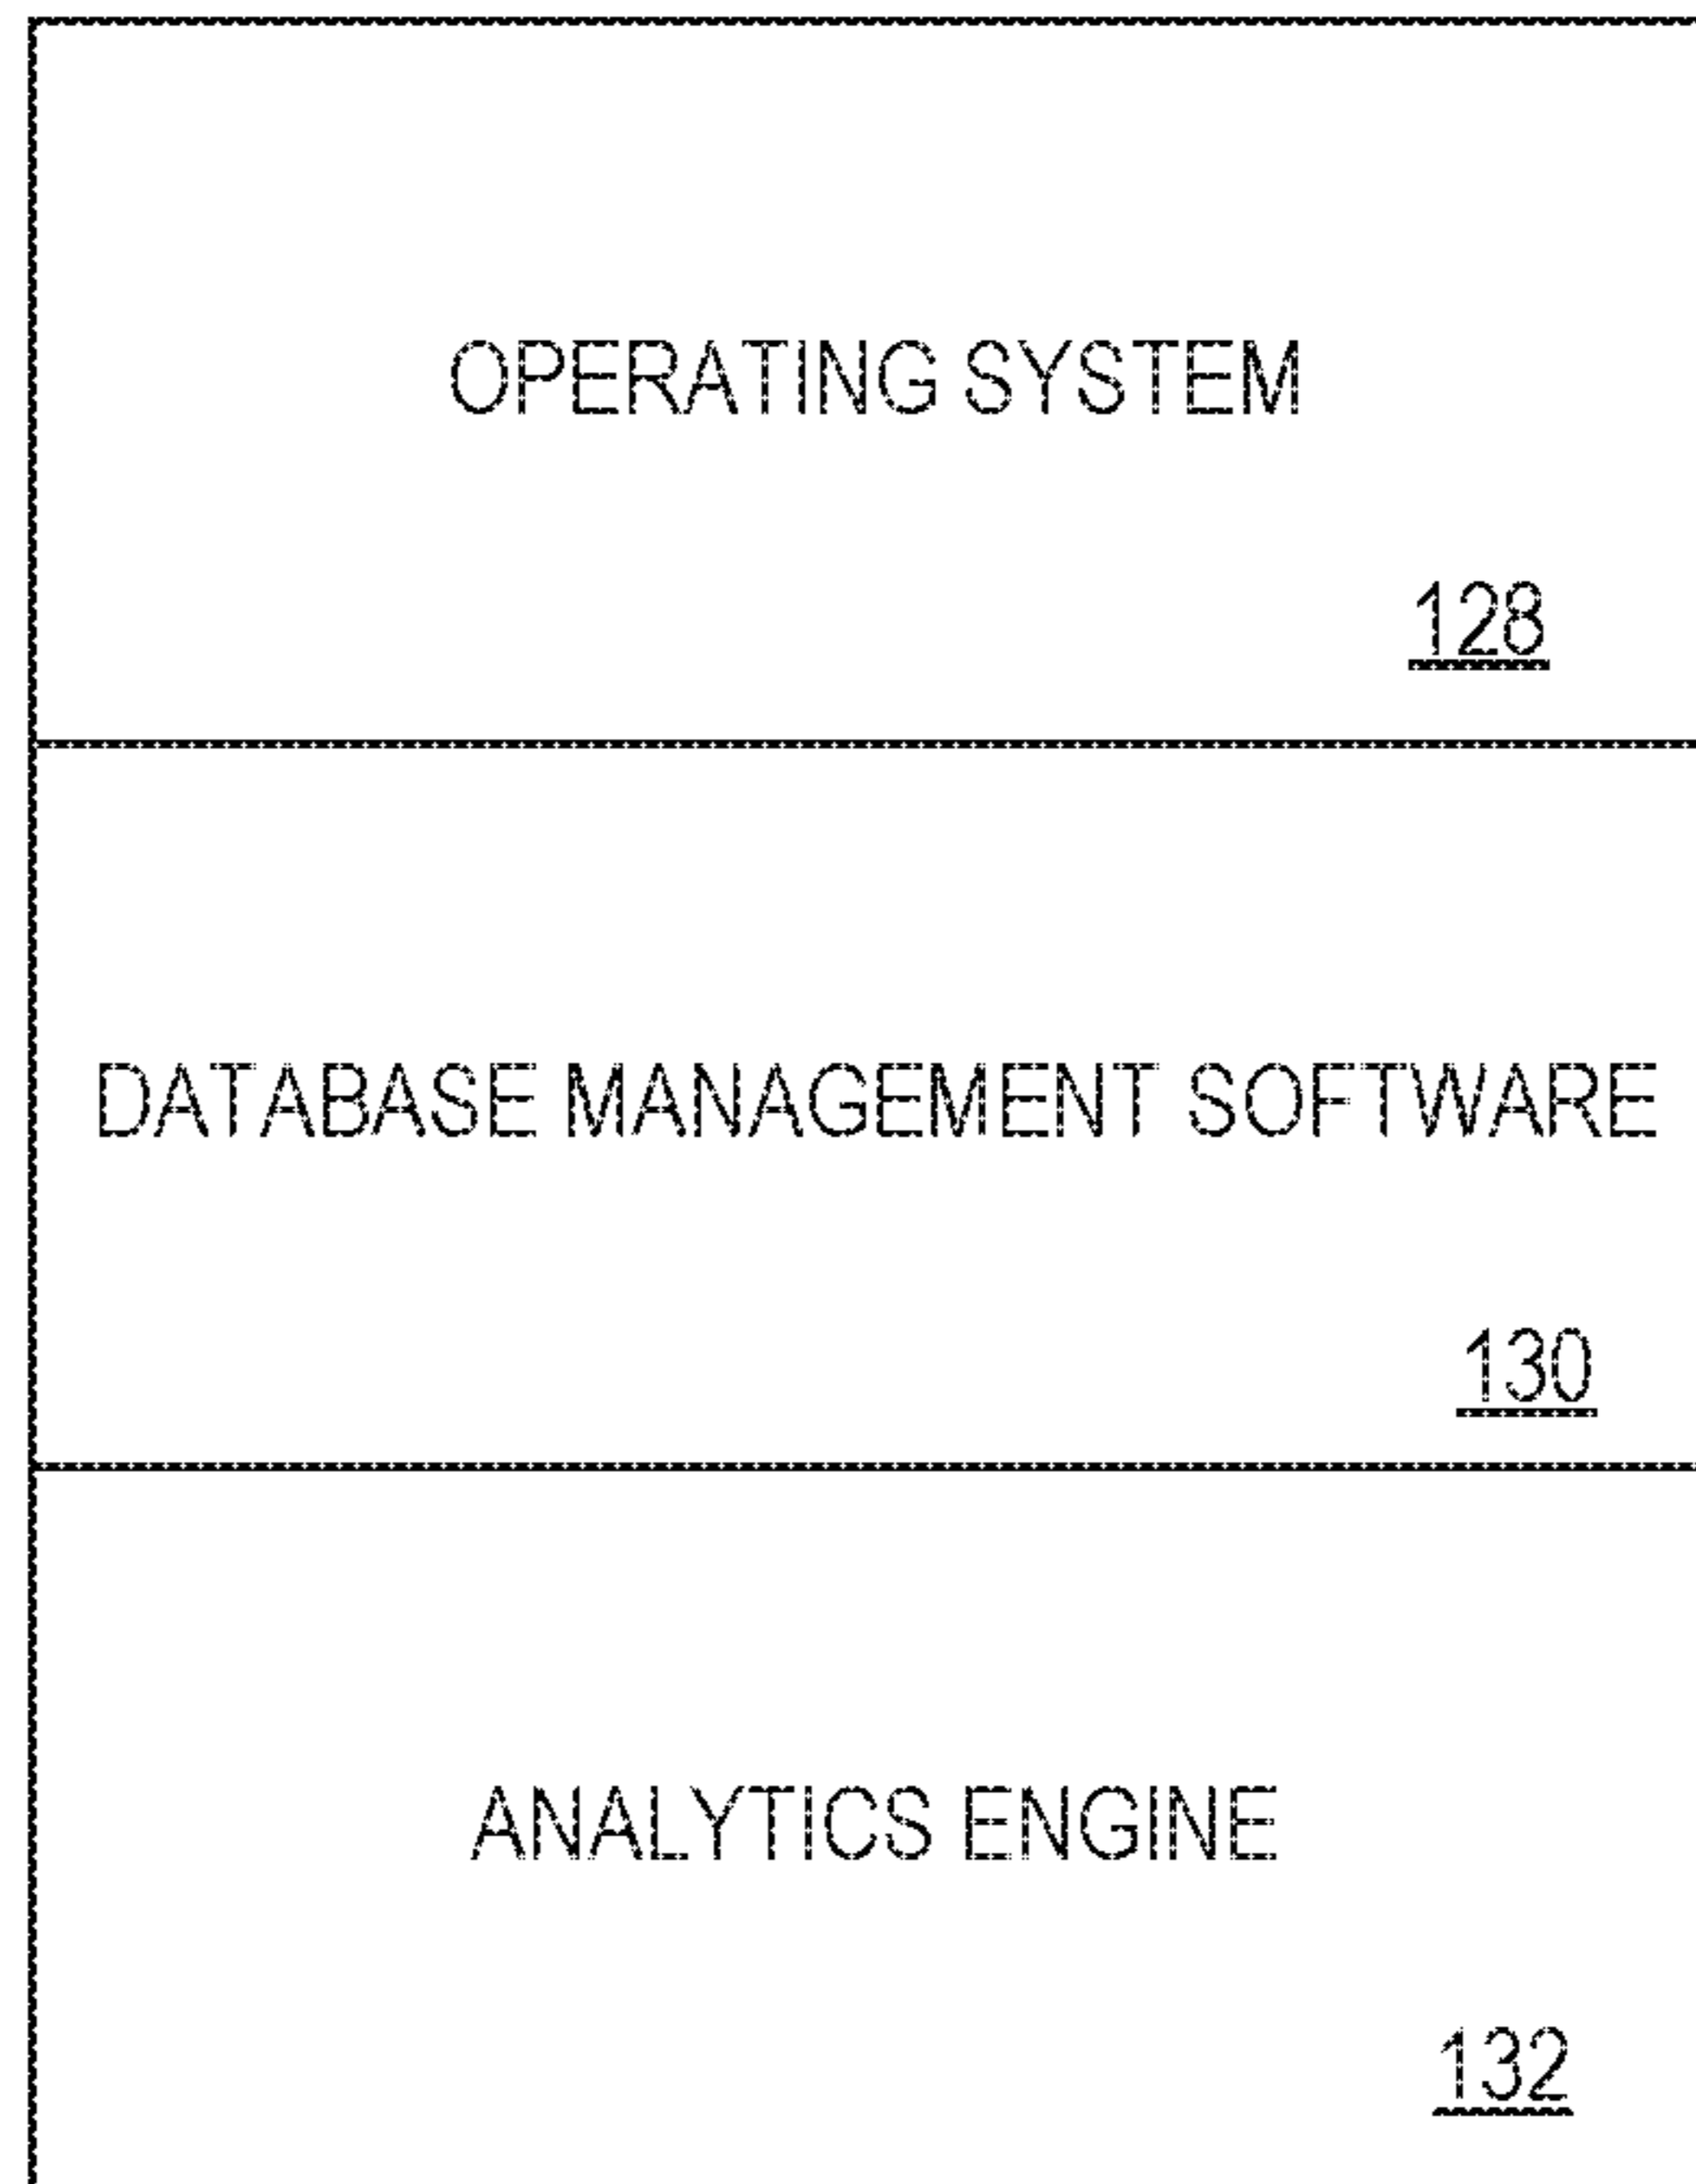 OPERATING SYSTEM
128
DATABASE MANAGEMENT SOFTWARE
130
ANALYTICS ENGINE
132